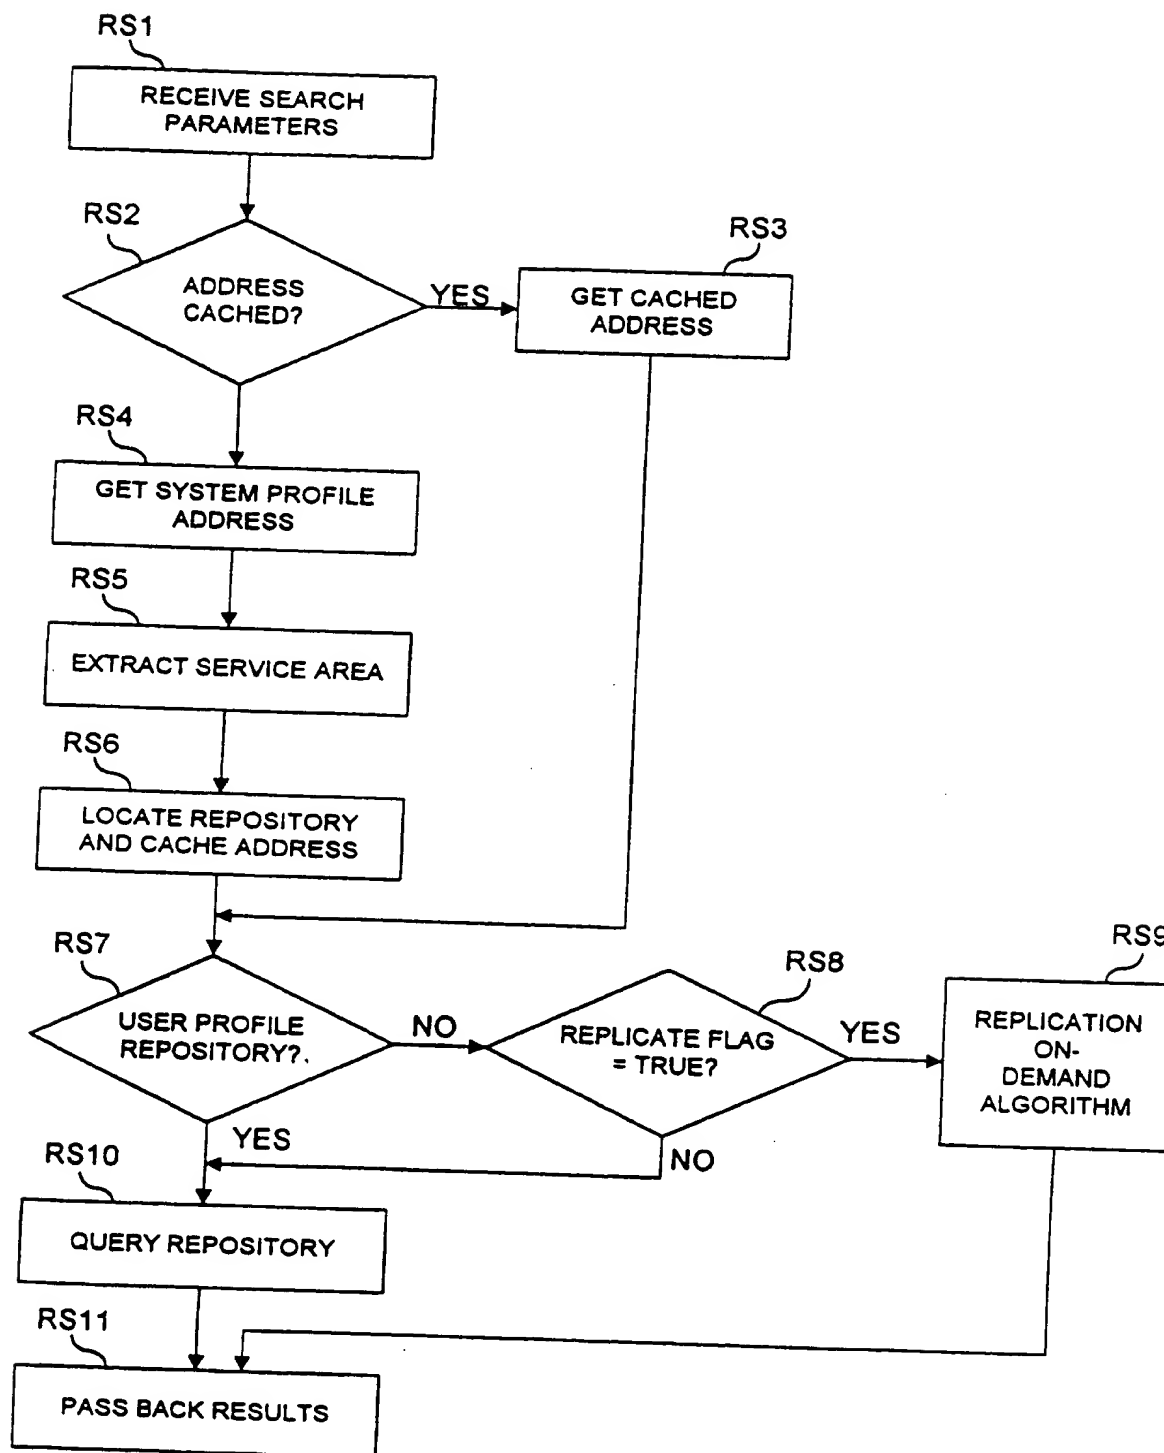 RS1
RECEIVE SEARCH
PARAMETERS
RS2
ADDRESS
CACHED?
YES
RS3
GET CACHED
ADDRESS
RS4
GET SYSTEM PROFILE
ADDRESS
RS5
EXTRACT SERVICE AREA
RS6
LOCATE REPOSITORY
AND CACHE ADDRESS
RS7
USER PROFILE
REPOSITORY?.
NO
RS8
REPLICATE FLAG
= TRUE?
YES
RS9
REPLICATION
ON-
DEMAND
ALGORITHM
YES
NO
RS10
QUERY REPOSITORY
RS11
PASS BACK RESULTS